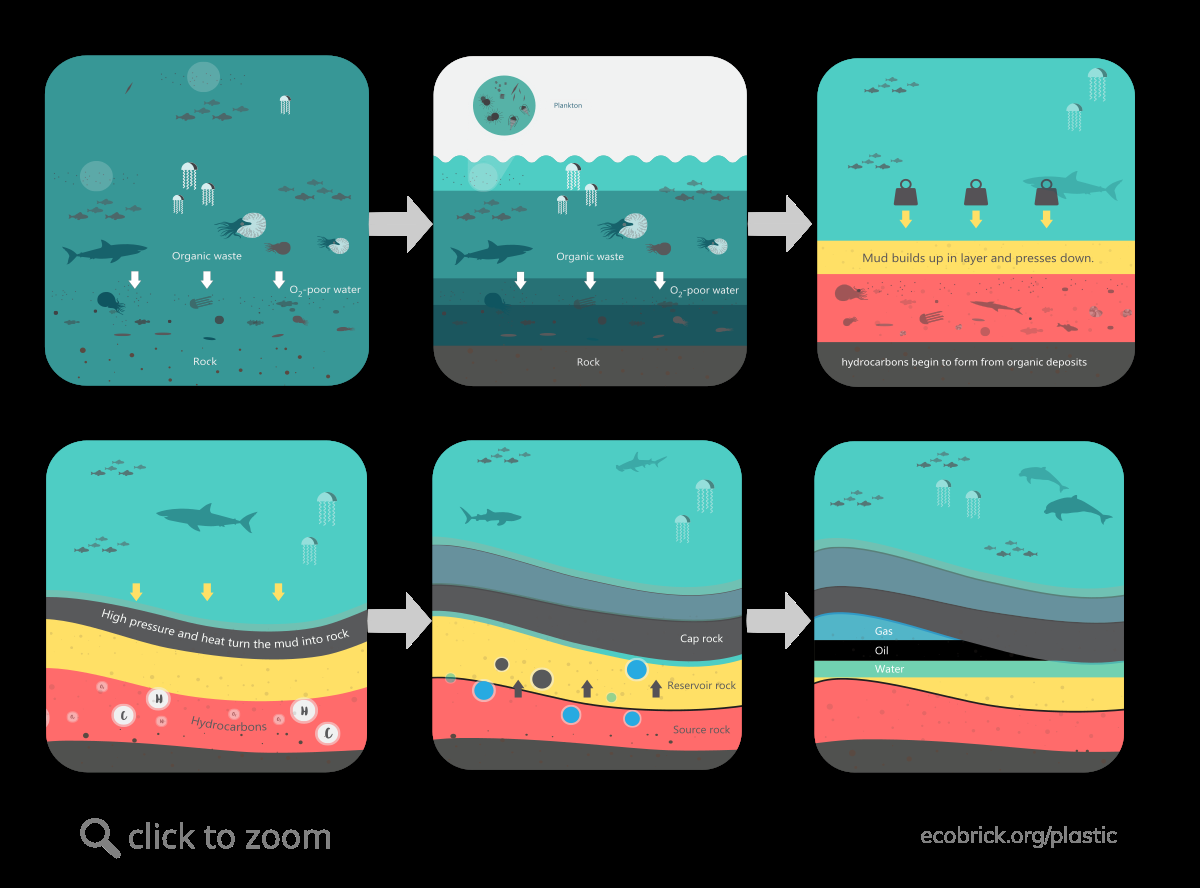 Organic waste
O2-poor water
Rock
Plankton
Organic waste
O2-poor water
Rock
Mud builds up in layer and presses down.
hydrocarbons begin to form from organic deposits
High pressure and heat turn the mud into rock
H
C
Hydrocarbons
H
C
Cap rock
Reservoir rock
Sourse rock
Gas
Oil
Water
click to zoom
ecobrick.org/plastic